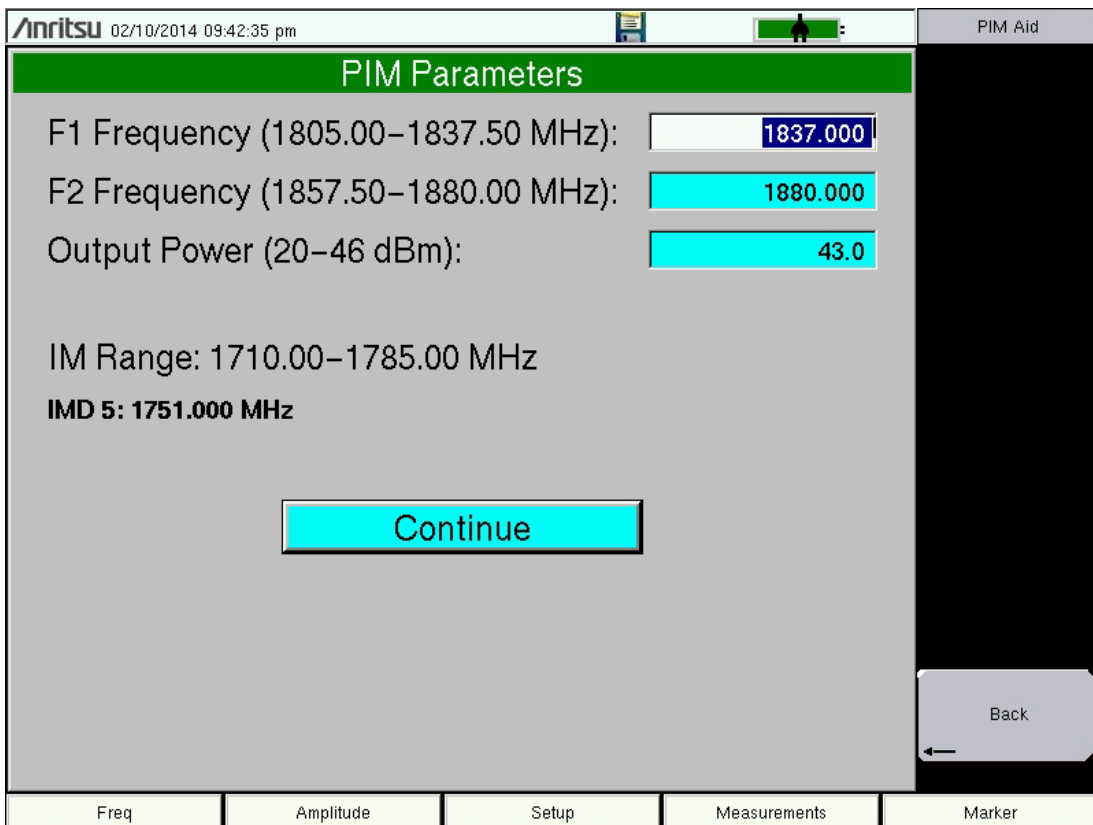 Anritsu 02/10/2014 09:42:35 pm
PIM Aid
PIM Parameters
F1 Frequency (1805.00–1837.50 MHz): 1837.000
F2 Frequency (1857.50–1880.00 MHz): 1880.000
Output Power (20–46 dBm): 43.0
IM Range: 1710.00–1785.00 MHz
IMD 5: 1751.000 MHz
Continue
Back
Freq Amplitude Setup Measurements Marker